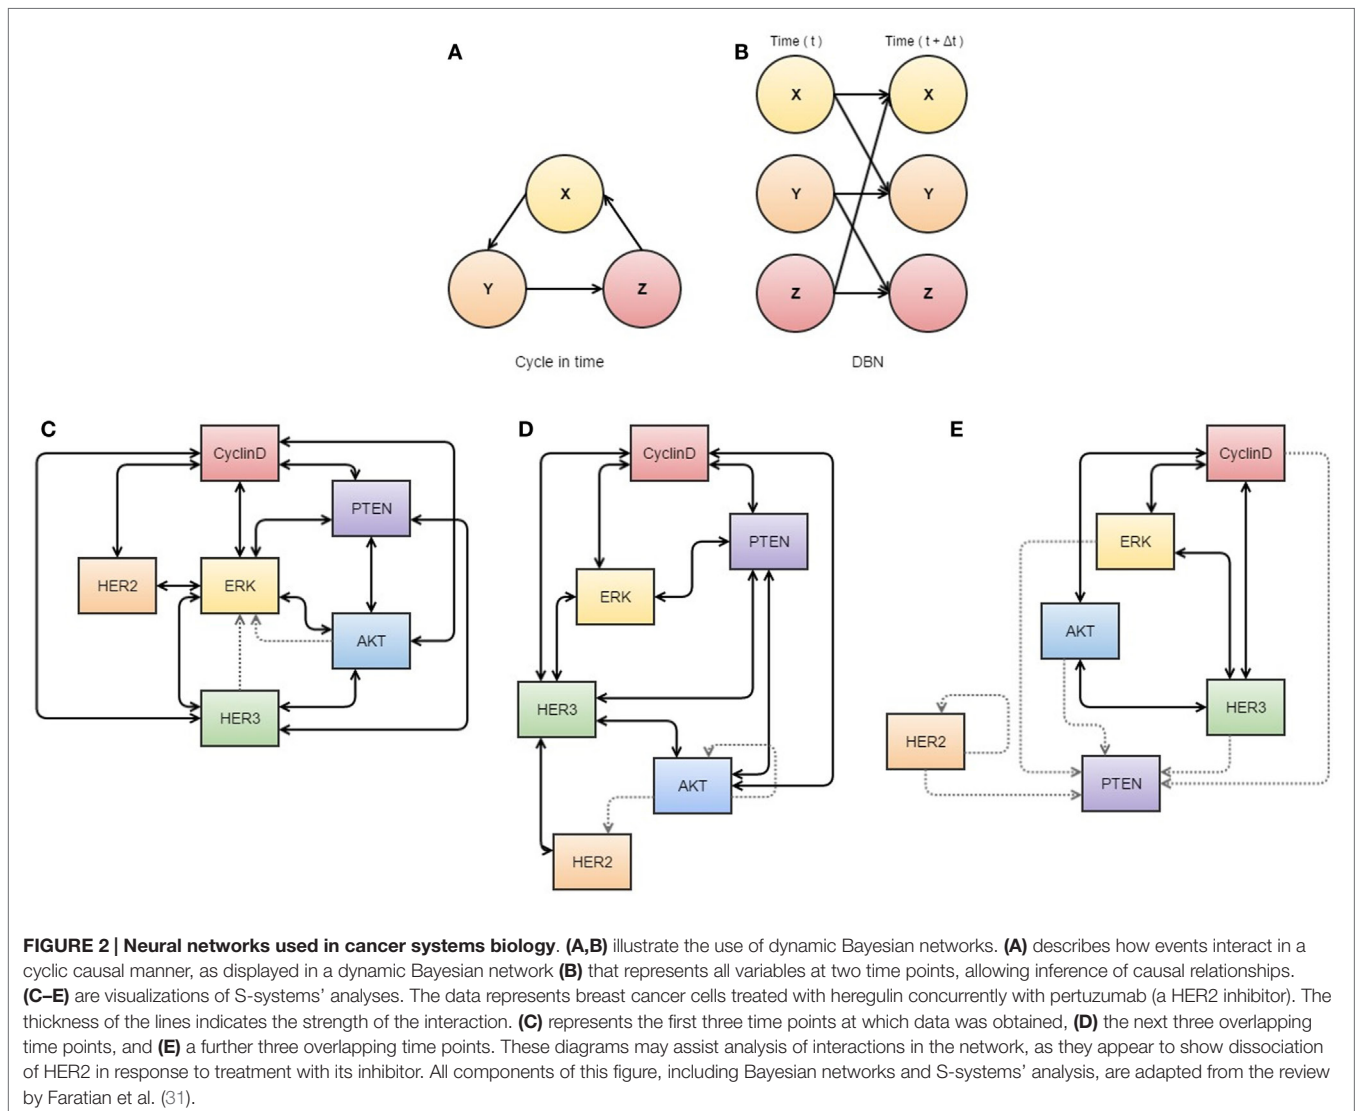 A
X
Y
Z
Cycle in time
B
Time ( t )
Time ( t + Δt )
X
X
Y
Y
Z
Z
DBN
C
CyclinD
PTEN
HER2
ERK
AKT
HER3
D
CyclinD
PTEN
ERK
HER3
AKT
HER2
E
CyclinD
ERK
AKT
HER3
HER2
PTEN
FIGURE 2 | Neural networks used in cancer systems biology. (A,B) illustrate the use of dynamic Bayesian networks. (A) describes how events interact in a
cyclic causal manner, as displayed in a dynamic Bayesian network (B) that represents all variables at two time points, allowing inference of causal relationships.
(C–E) are visualizations of S-systems’ analyses. The data represents breast cancer cells treated with heregulin concurrently with pertuzumab (a HER2 inhibitor). The
thickness of the lines indicates the strength of the interaction. (C) represents the first three time points at which data was obtained, (D) the next three overlapping
time points, and (E) a further three overlapping time points. These diagrams may assist analysis of interactions in the network, as they appear to show dissociation
of HER2 in response to treatment with its inhibitor. All components of this figure, including Bayesian networks and S-systems’ analysis, are adapted from the review
by Faratian et al. (31).